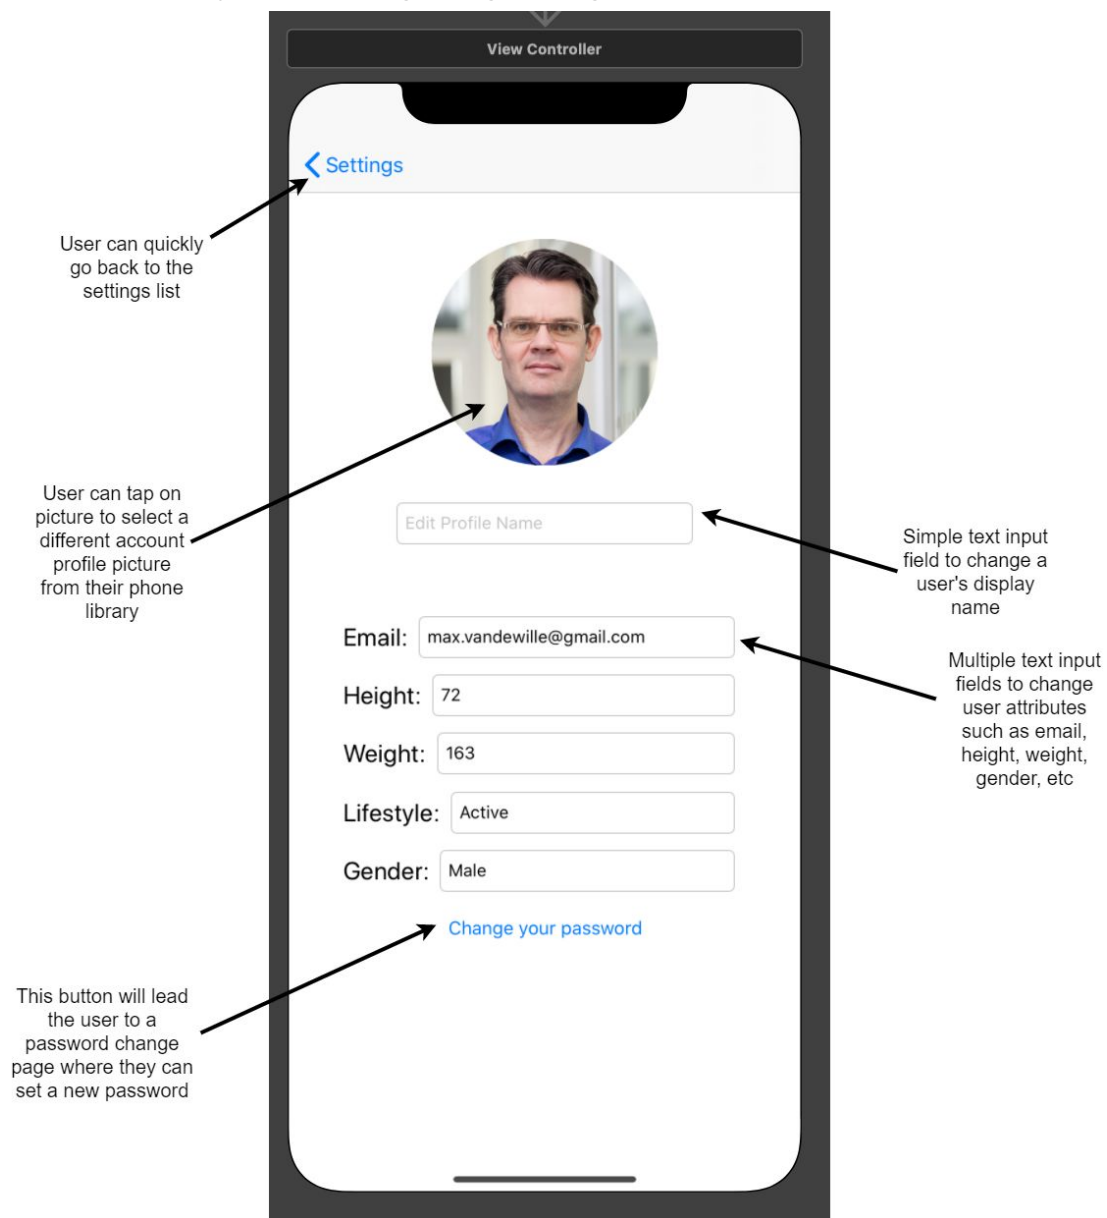 View Controller
Settings
User can quickly
go back to the
settings list
User can tap on
picture to select a
different account
profile picture
from their phone
library
Edit Profile Name
Simple text input
field to change a
user's display
name
Email: max.vandewille@gmail.com
Height: 72
Weight: 163
Lifestyle: Active
Gender: Male
Multiple text input
fields to change
user attributes
such as email,
height, weight,
gender, etc
Change your password
This button will lead
the user to a
password change
page where they can
set a new password